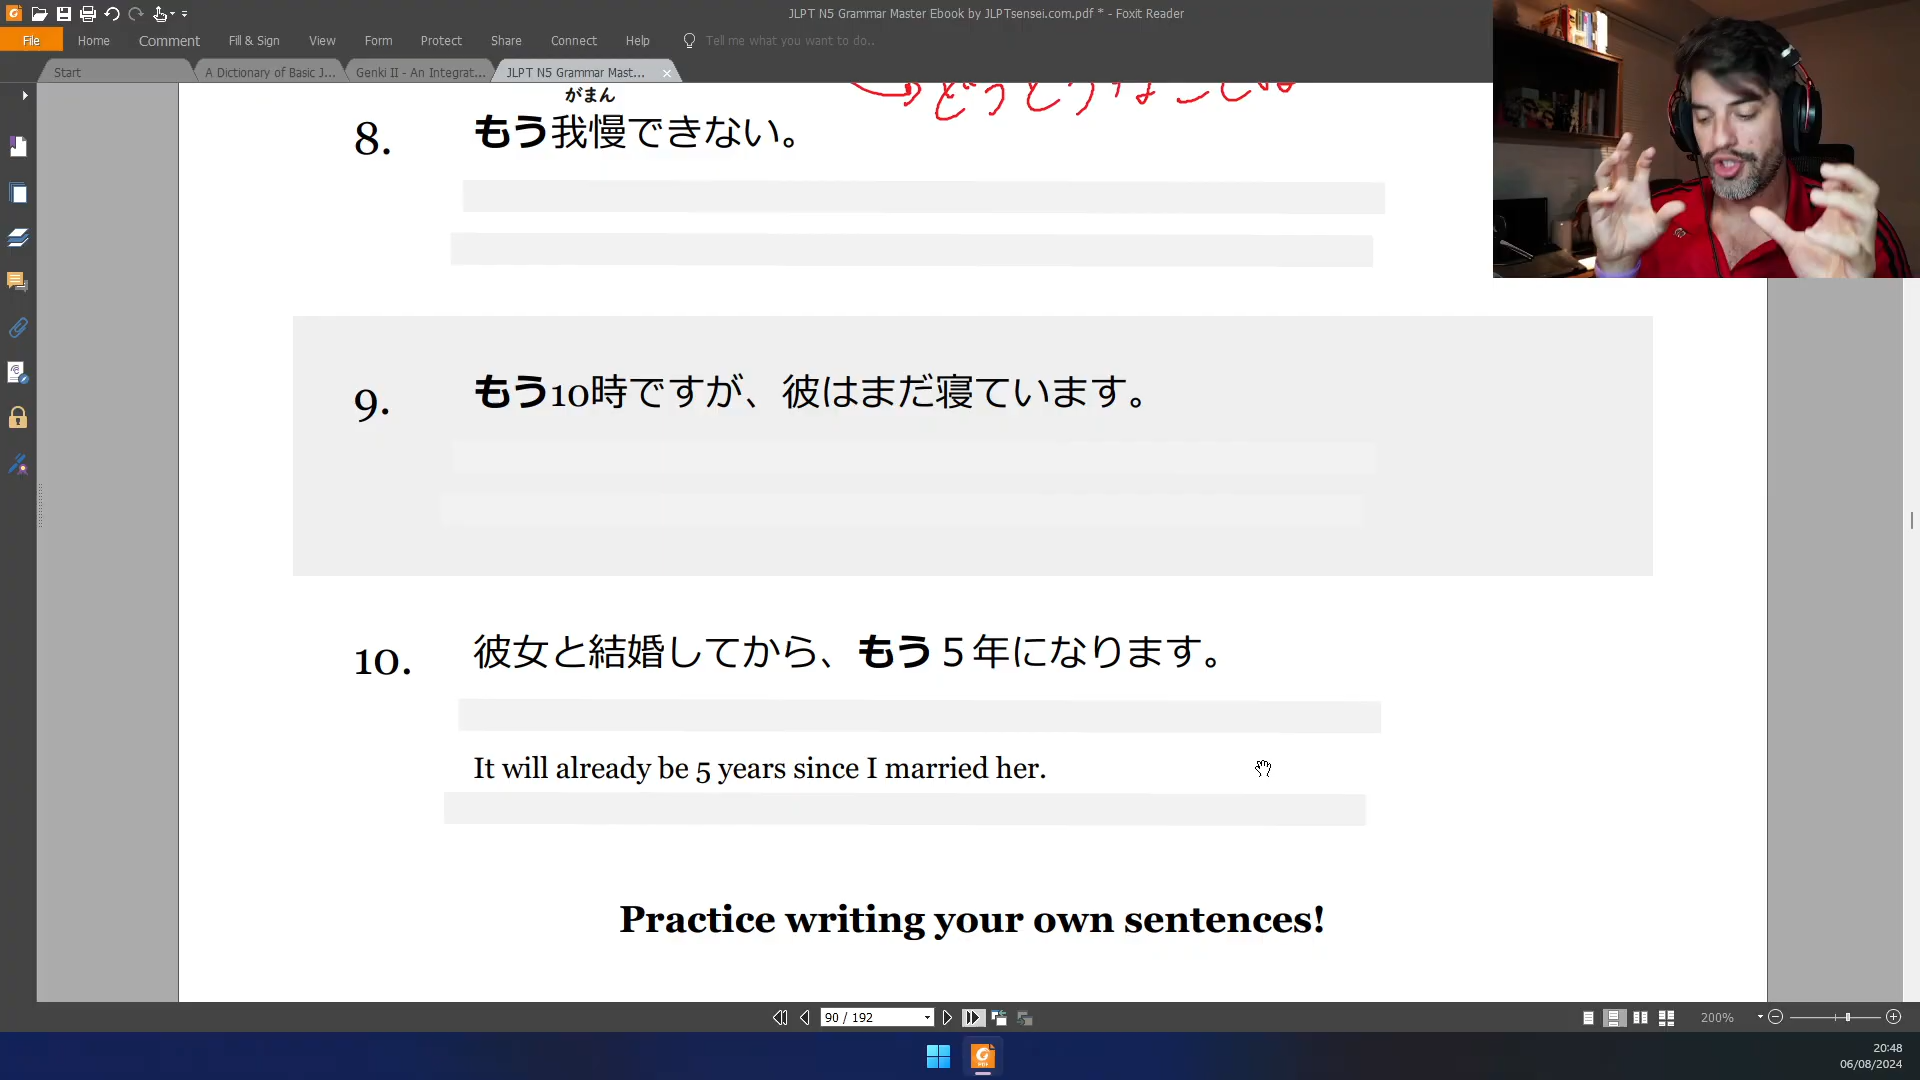 JLPT N5 Grammar Master Ebook by JLPTsensei.com.pdf * - Foxit Reader
File Home Comment Fill & Sign View Form Protect Share Connect Help Tell me what you want to do..
Start A Dictionary of Basic J... Genki II - An Integrat... JLPT N5 Grammar Mast...
がまん
8. もう我慢できない。
9. もう10時ですが、彼はまだ寝ています。
10. 彼女と結婚してから、もう５年になります。
It will already be 5 years since I married her.
Practice writing your own sentences!
90 / 192
200%
20:48
06/08/2024